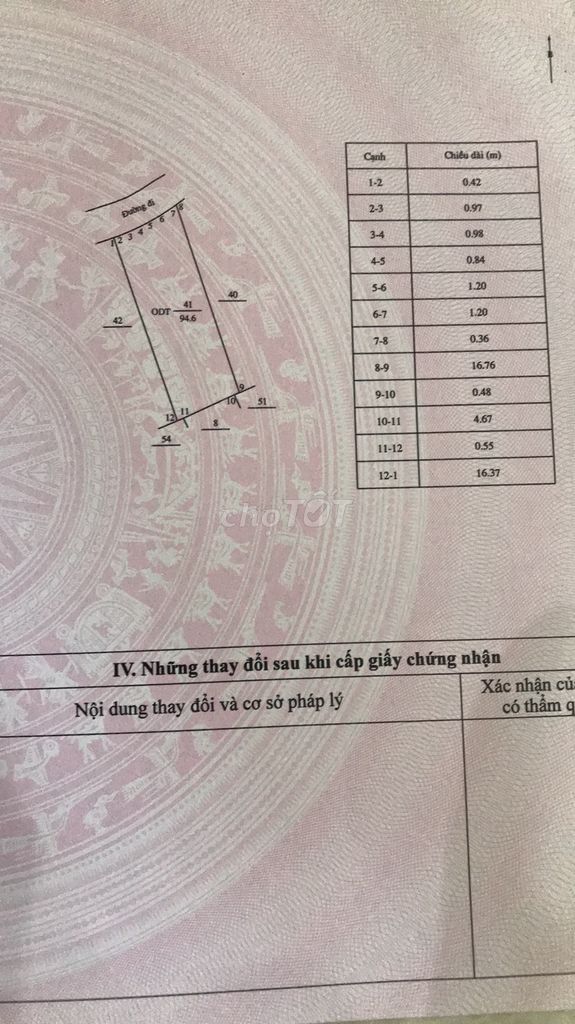 B
Đường đi
1 2 3 4 5 6 7 8
ODT 41
94.6
42
40
9
10
51
12 11
8
54
Cạnh Chiều dài (m)
1-2 0.42
2-3 0.97
3-4 0.98
4-5 0.84
5-6 1.20
6-7 1.20
7-8 0.36
8-9 16.76
9-10 0.48
10-11 4.67
11-12 0.55
12-1 16.37
chợTỐT
IV. Những thay đổi sau khi cấp giấy chứng nhận
Nội dung thay đổi và cơ sở pháp lý
Xác nhận củ
có thẩm q